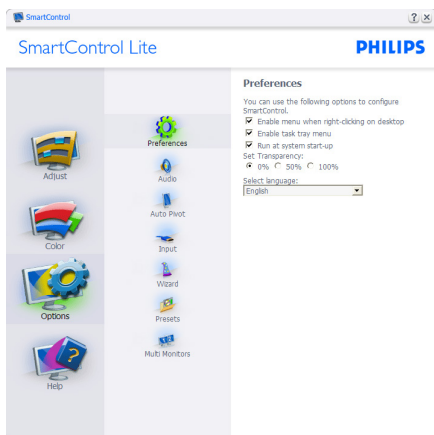 SmartControl
SmartControl Lite
PHILIPS
Adjust
Color
Options
Help
Preferences
Audio
Auto Pivot
Input
Wizard
Presets
Multi Monitors
Preferences
You can use the following options to configure
SmartControl.
Enable menu when right-clicking on desktop
Enable task tray menu
Run at system start-up
Set Transparency:
0% 50% 100%
Select language:
English